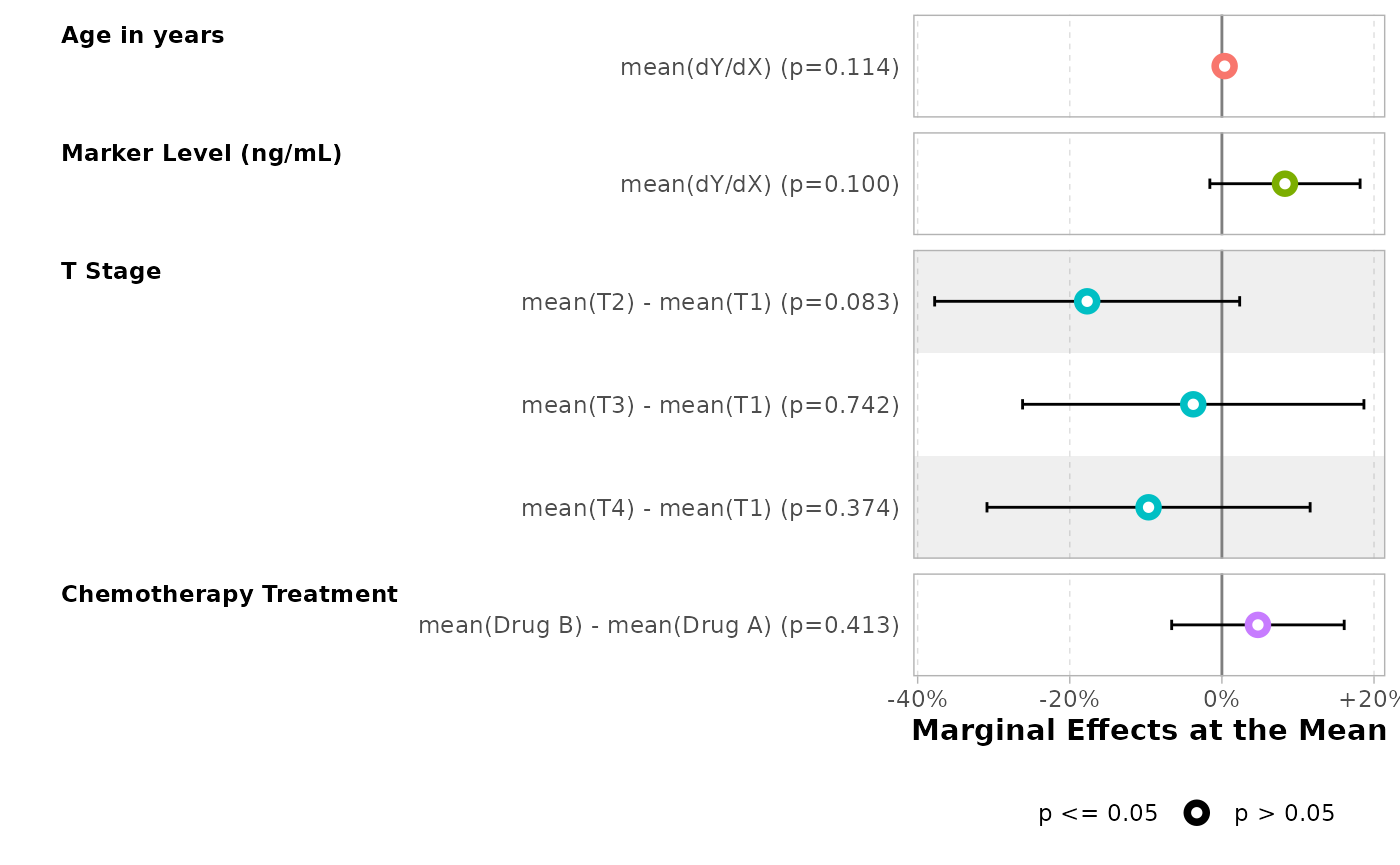 Age in years
mean(dY/dX) (p=0.114)
Marker Level (ng/mL)
mean(dY/dX) (p=0.100)
T Stage
mean(T2) - mean(T1) (p=0.083)
mean(T3) - mean(T1) (p=0.742)
mean(T4) - mean(T1) (p=0.374)
Chemotherapy Treatment
mean(Drug B) - mean(Drug A) (p=0.413)
-40% -20% 0% +20%
Marginal Effects at the Mean
p <= 0.05 p > 0.05